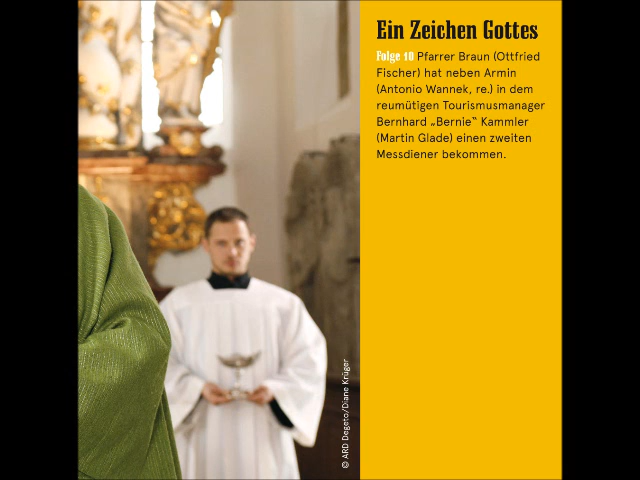 Ein Zeichen Gottes
Folge 18 Pfarrer Braun (Ottfried
Fischer) hat neben Armin
(Antonio Wannek, re.) in dem
reumütigen Tourismusmanager
Bernhard „Bernie“ Kammler
(Martin Glade) einen zweiten
Messdiener bekommen.
© ARD Degeto/Diane Krüger